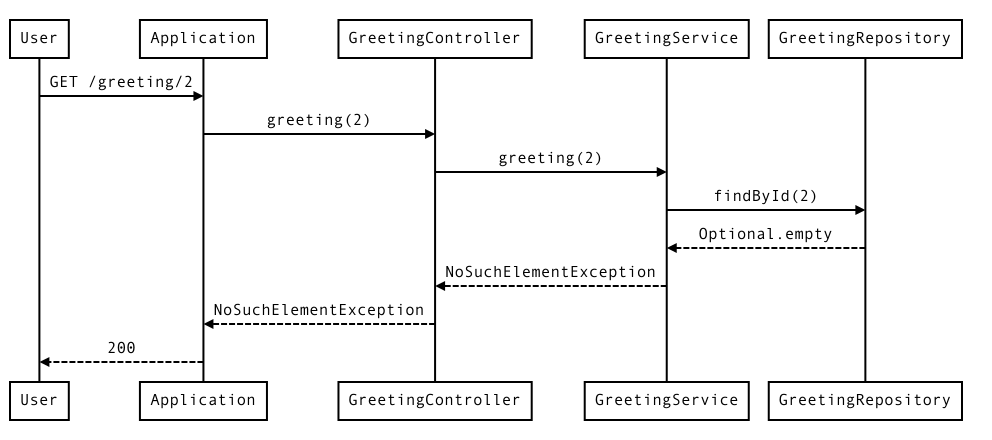 User
Application
GreetingController
GreetingService
GreetingRepository
GET /greeting/2
greeting(2)
greeting(2)
findById(2)
Optional.empty
NoSuchElementException
NoSuchElementException
200
User
Application
GreetingController
GreetingService
GreetingRepository